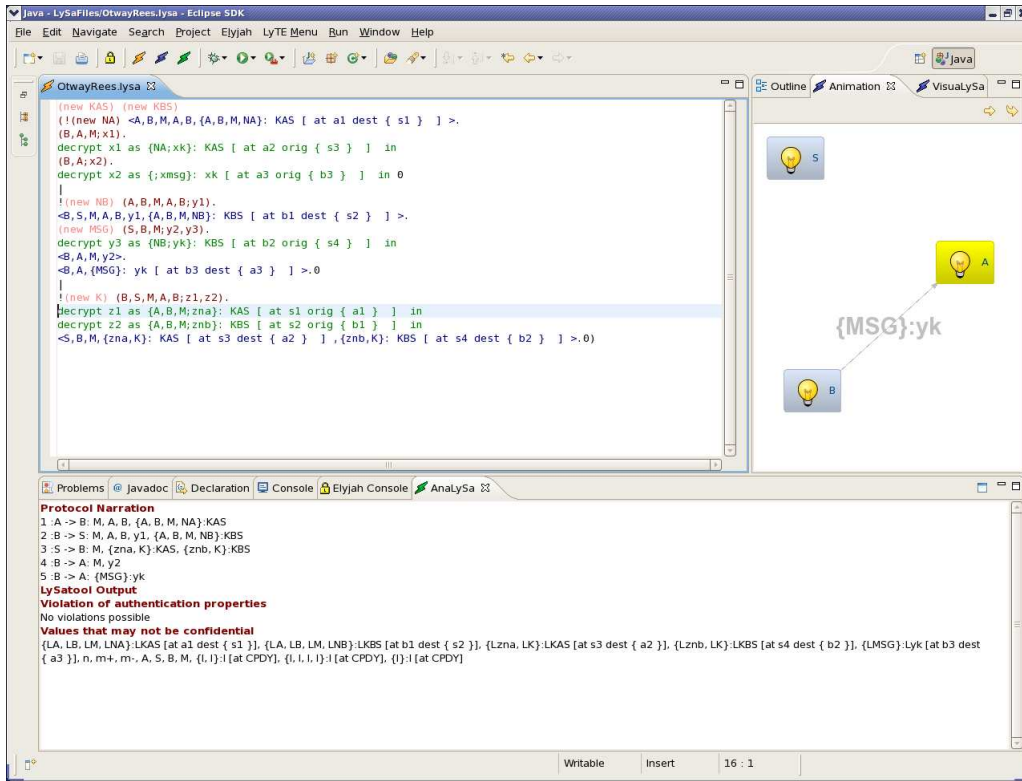 Java - LySaFiles/OtwayRees.lysa - Eclipse SDK
File Edit Navigate Search Project Elyjah LyTE Menu Run Window Help
Java
OtwayRees.lysa
Outline Animation VisuaLySa
(new KAS) (new KBS)
(!(new NA) <A,B,M,A,B,{A,B,M,NA}: KAS [ at a1 dest { s1 } ] >.
(B,A,M;x1).
decrypt x1 as {NA;xk}: KAS [ at a2 orig { s3 } ] in
(B,A;x2).
decrypt x2 as {;xmsg}: xk [ at a3 orig { b3 } ] in 0
|
!(new NB) (A,B,M,A,B;y1).
<B,S,M,A,B,y1,{A,B,M,NB}: KBS [ at b1 dest { s2 } ] >.
(new MSG) (S,B,M;y2,y3).
decrypt y3 as {NB;yk}: KBS [ at b2 orig { s4 } ] in
<B,A,M,y2>.
<B,A,{MSG}: yk [ at b3 dest { a3 } ] >.0
|
!(new K) (B,S,M,A,B;z1,z2).
decrypt z1 as {A,B,M;zna}: KAS [ at s1 orig { a1 } ] in
decrypt z2 as {A,B,M;znb}: KBS [ at s2 orig { b1 } ] in
<S,B,M,{zna,K}: KAS [ at s3 dest { a2 } ] ,{znb,K}: KBS [ at s4 dest { b2 } ] >.0)
S
A
{MSG}:yk
B
Problems Javadoc Declaration Console Elyjah Console AnaLySa
Protocol Narration
1 :A -> B: M, A, B, {A, B, M, NA}:KAS
2 :B -> S: M, A, B, y1, {A, B, M, NB}:KBS
3 :S -> B: M, {zna, K}:KAS, {znb, K}:KBS
4 :B -> A: M, y2
5 :B -> A: {MSG}:yk
LySatool Output
Violation of authentication properties
No violations possible
Values that may not be confidential
{LA, LB, LM, LNA}:LKAS [at a1 dest { s1 }], {LA, LB, LM, LNB}:LKBS [at b1 dest { s2 }], {Lzna, LK}:LKAS [at s3 dest { a2 }], {Lznb, LK}:LKBS [at s4 dest { b2 }], {LMSG}:Lyk [at b3 dest
{ a3 }], n, m+, m-, A, S, B, M, {l, l}:l [at CPDY], {l, l, l, l}:l [at CPDY], {l}:l [at CPDY]
Writable Insert 16 : 1